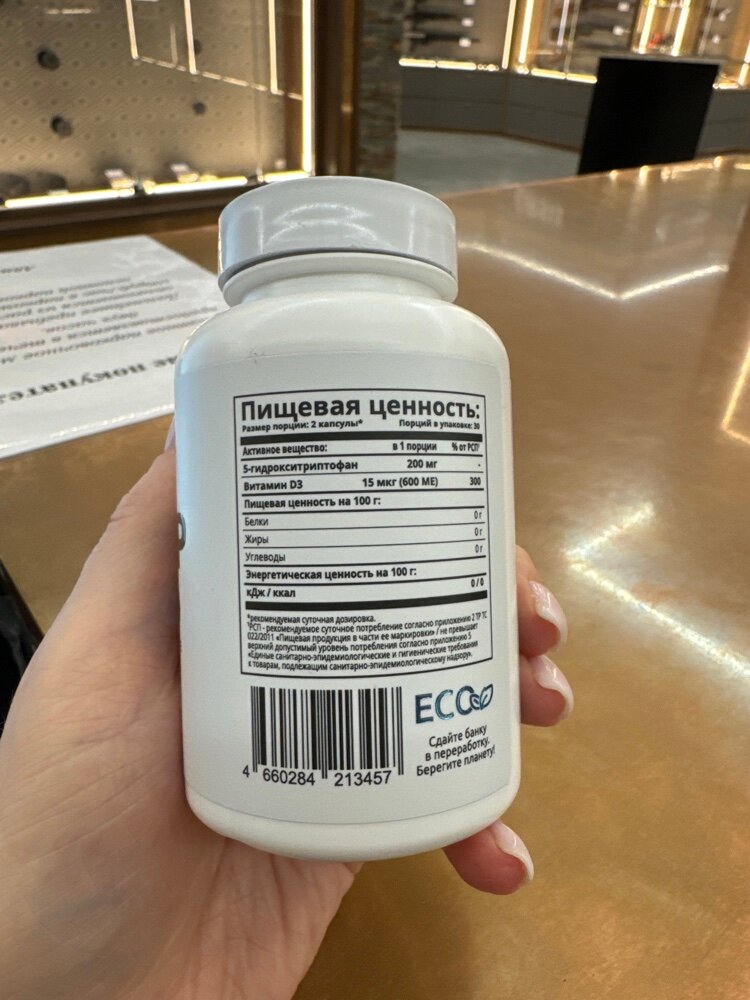 Пищевая ценность:
Размер порции: 2 капсулы* Порций в упаковке: 30
Активное вещество: в 1 порции % от РСП¹
5-гидрокситриптофан 200 мг -
Витамин D3 15 мкг (600 МЕ) 300
Пищевая ценность на 100 г:
Белки 0 г
Жиры 0 г
Углеводы 0 г
Энергетическая ценность на 100 г:
кДж / ккал 0 / 0
*рекомендуемая суточная дозировка.
¹РСП - рекомендуемое суточное потребление согласно приложению 2 ТР ТС
022/2011 «Пищевая продукция в части ее маркировки» / не превышает
верхний допустимый уровень потребления согласно приложению 5
«Единые санитарно-эпидемиологические и гигиенические требования
к товарам, подлежащим санитарно-эпидемиологическому надзору».
ECO
Сдайте банку
в переработку.
Берегите планету!
4 660284 213457